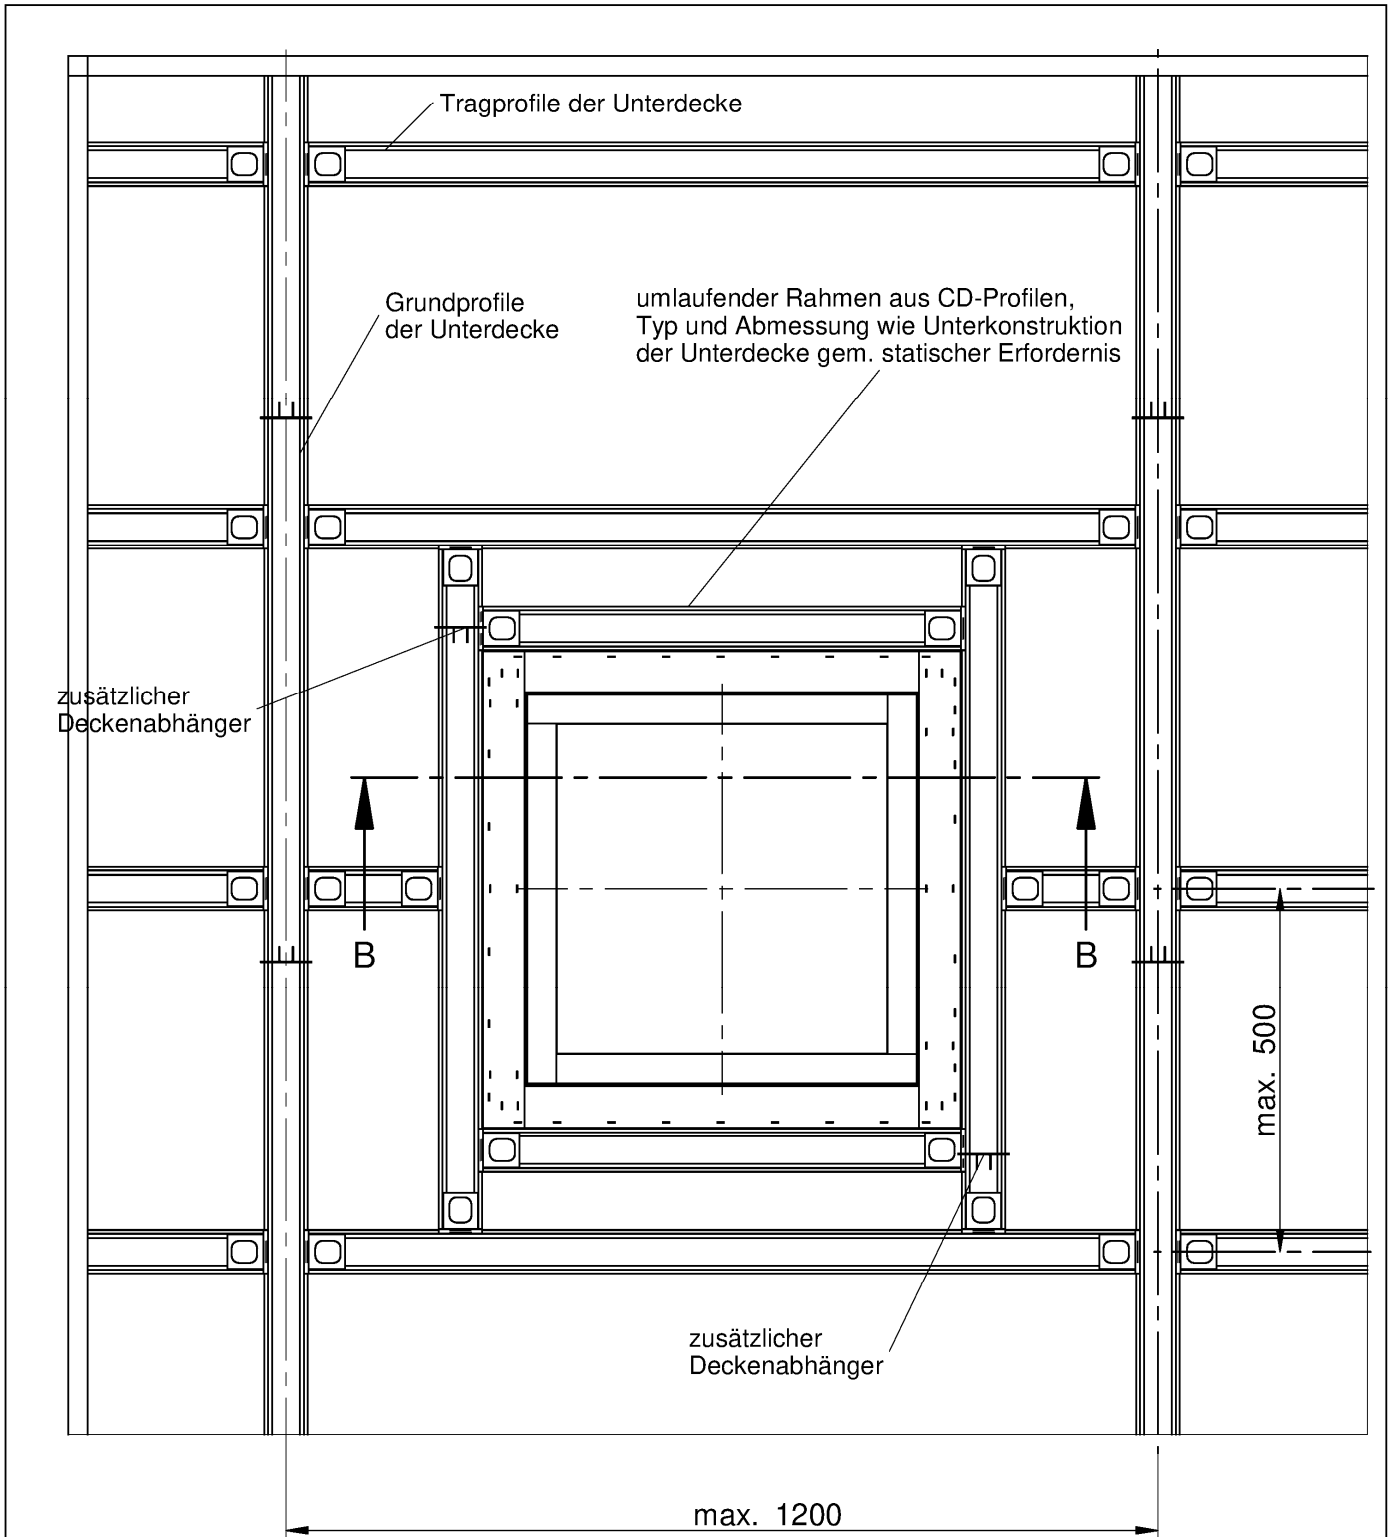 Tragprofile der Unterdecke
Grundprofile
der Unterdecke
umlaufender Rahmen aus CD-Profilen,
Typ und Abmessung wie Unterkonstruktion
der Unterdecke gem. statischer Erfordernis
zusätzlicher
Deckenabhänger
B
B
max. 500
zusätzlicher
Deckenabhänger
max. 1200